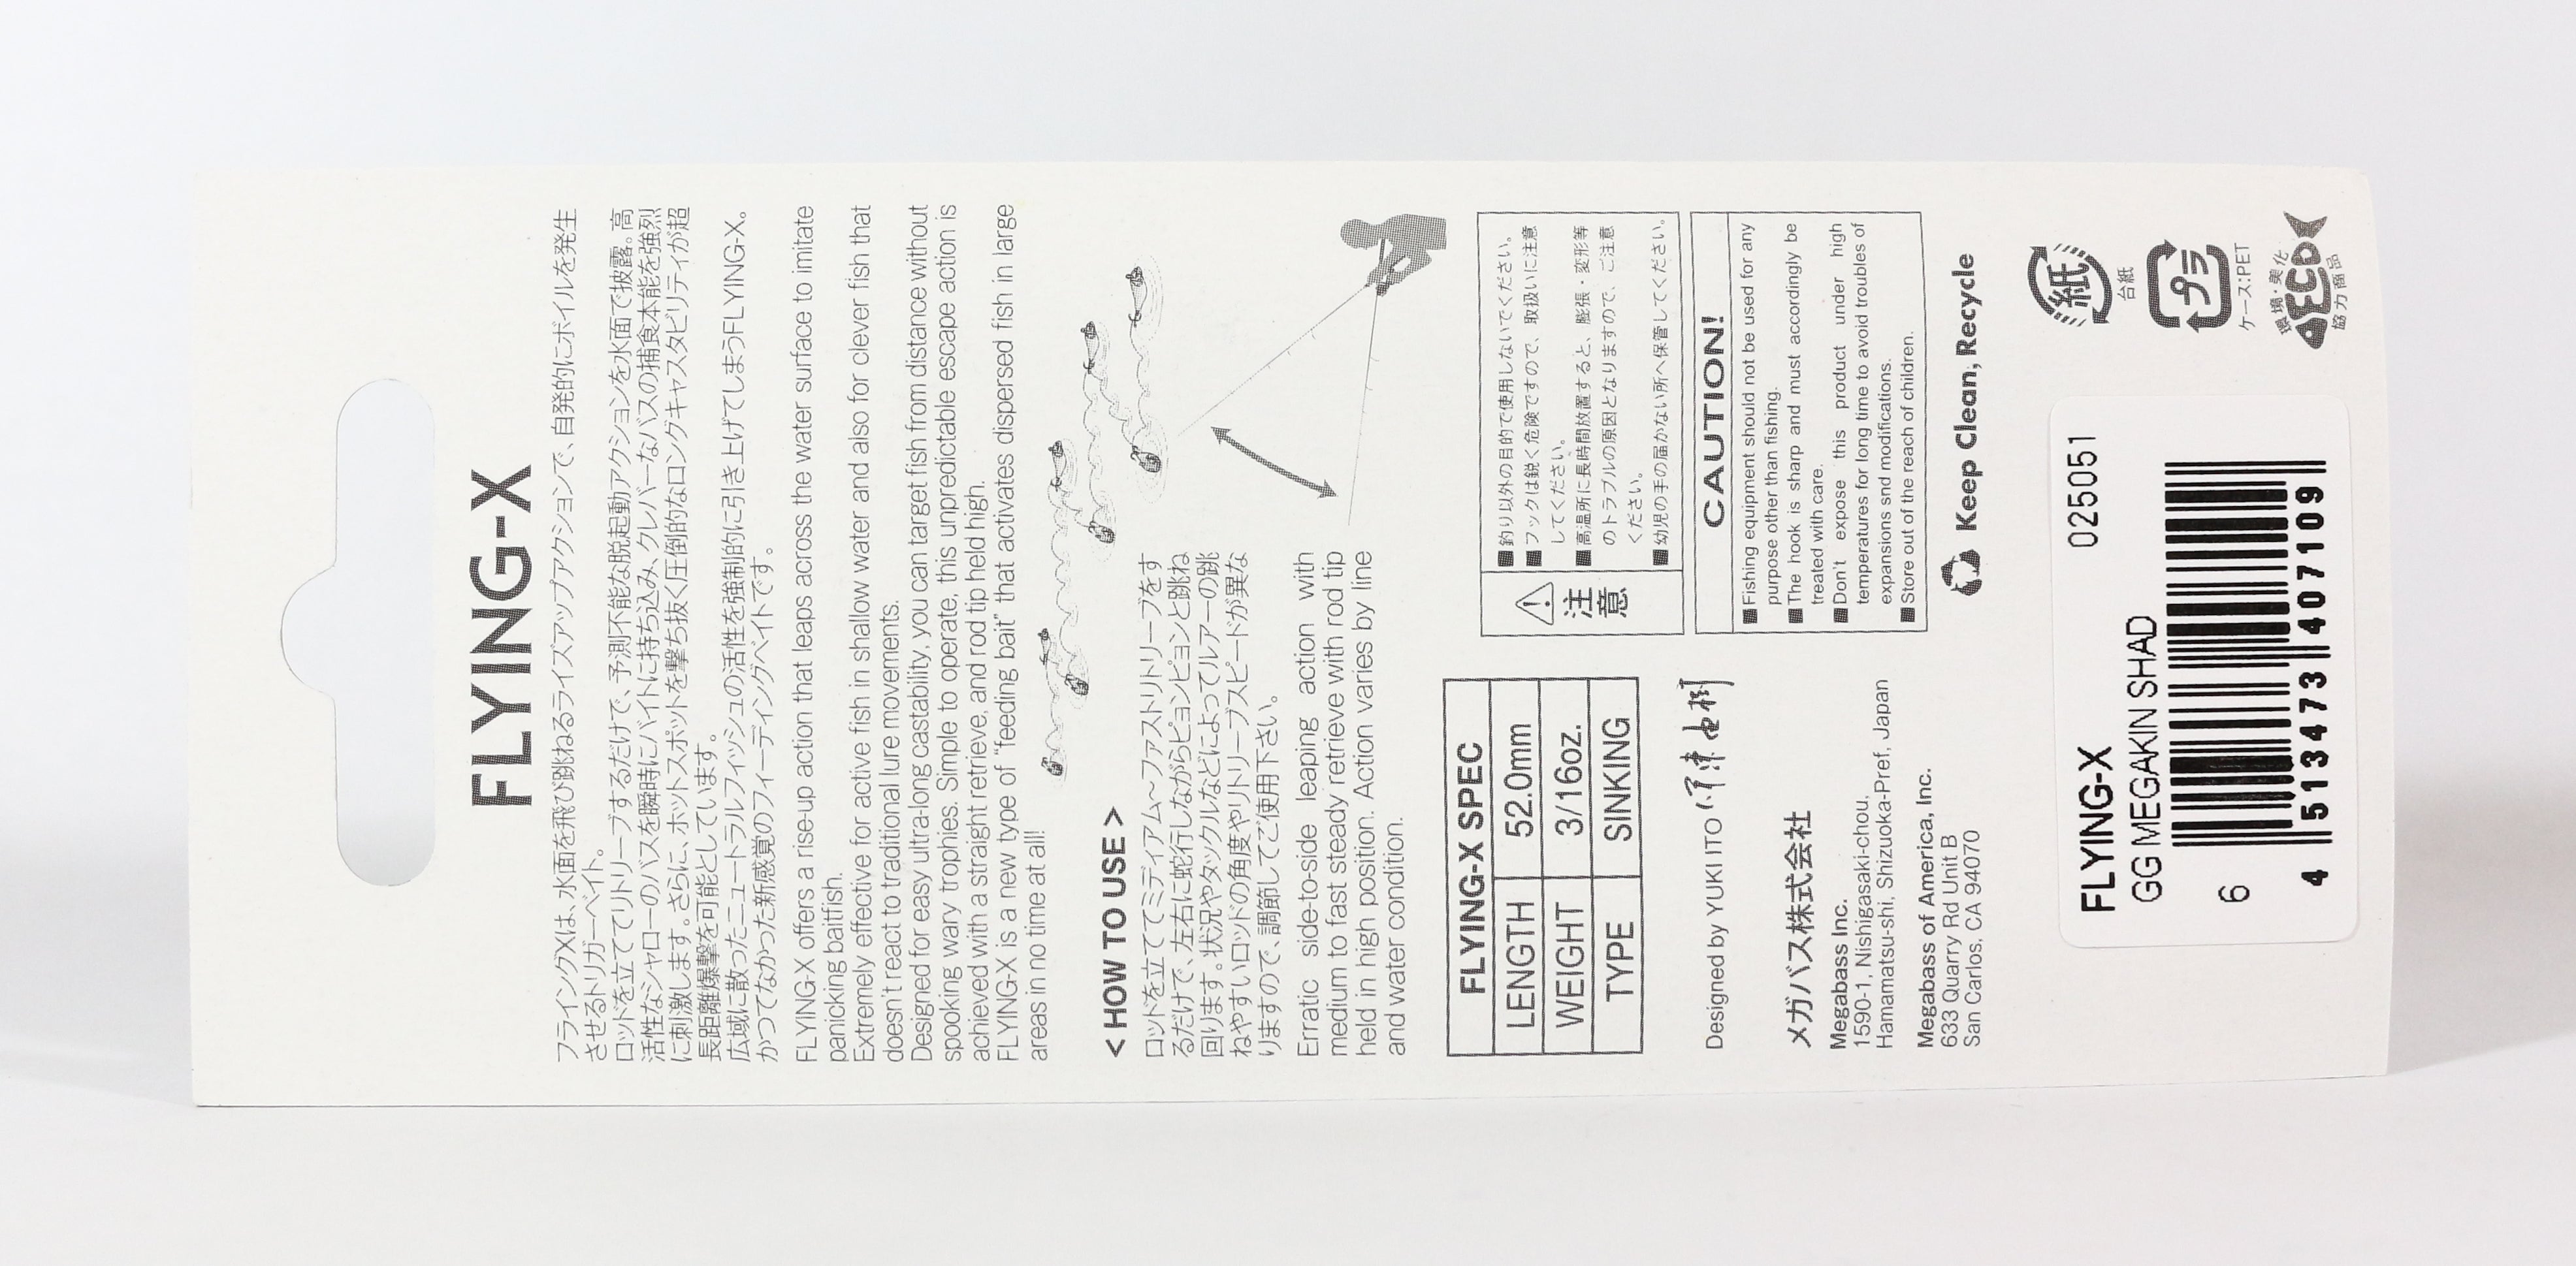 FLYING-X
フライングXは、水面を飛び跳ねるライズアップアクションで、自発的にボイルを発生
させるトリガーベイト。
ロッドを立ててリトリーブするだけで、予測不能な脱起動アクションを水面で披露。高
活性なシャローのバスを瞬時にバイトに持ち込み、クレバーなバスの捕食本能を強烈
に刺激します。さらに、ホットスポットを撃ち抜く圧倒的なロングキャスタビリティが超
長距離爆撃を可能としています。
広域に散ったニュートラルフィッシュの活性を強制的に引き上げてしまうFLYING-X。
かつてなかった新感覚のフィーディングベイトです。
FLYING-X offers a rise-up action that leaps across the water surface to imitate
panicking baitfish.
Extremely effective for active fish in shallow water and also for clever fish that
doesn't react to traditional lure movements.
Designed for easy ultra-long castability, you can target fish from distance without
spooking wary trophies. Simple to operate, this unpredictable escape action is
achieved with a straight retrieve, and rod tip held high.
FLYING-X is a new type of “feeding bait” that activates dispersed fish in large
areas in no time at all!
< HOW TO USE >
ロッドを立ててミディアム〜ファストリトリーブをす
るだけで、左右に蛇行しながらピョンピョンと跳ね
回ります。状況やタックルなどによってルアーの跳
ねやすいロッドの角度やリトリーブスピードが異な
りますので、調節してご使用下さい。
Erratic side-to-side leaping action with
medium to fast steady retrieve with rod tip
held in high position. Action varies by line
and water condition.
FLYING-X SPEC
LENGTH 52.0mm
WEIGHT 3/16oz.
TYPE SINKING
注意
■釣り以外の目的で使用しないでください。
■フックは鋭く危険ですので、取扱いに注意
してください。
■高温所に長時間放置すると、膨張・変形等
のトラブルの原因となりますので、ご注意
ください。
■幼児の手の届かない所へ保管してください。
CAUTION!
■Fishing equipment should not be used for any
purpose other than fishing.
■The hook is sharp and must accordingly be
treated with care.
■Don't expose this product under high
temperatures for long time to avoid troubles of
expansions snd modifications.
■Store out of the reach of children.
Designed by YUKI ITO
メガバス株式会社
Megabass Inc.
1590-1, Nishigasaki-chou,
Hamamatsu-shi, Shizuoka-Pref, Japan
Megabass of America, Inc.
633 Quarry Rd Unit B
San Carlos, CA 94070
Keep Clean, Recycle
紙
台紙
プラ
ケース:PET
環境・美化
ECO
協力商品
FLYING-X 025051
GG MEGAKIN SHAD
6
4 513473 407109